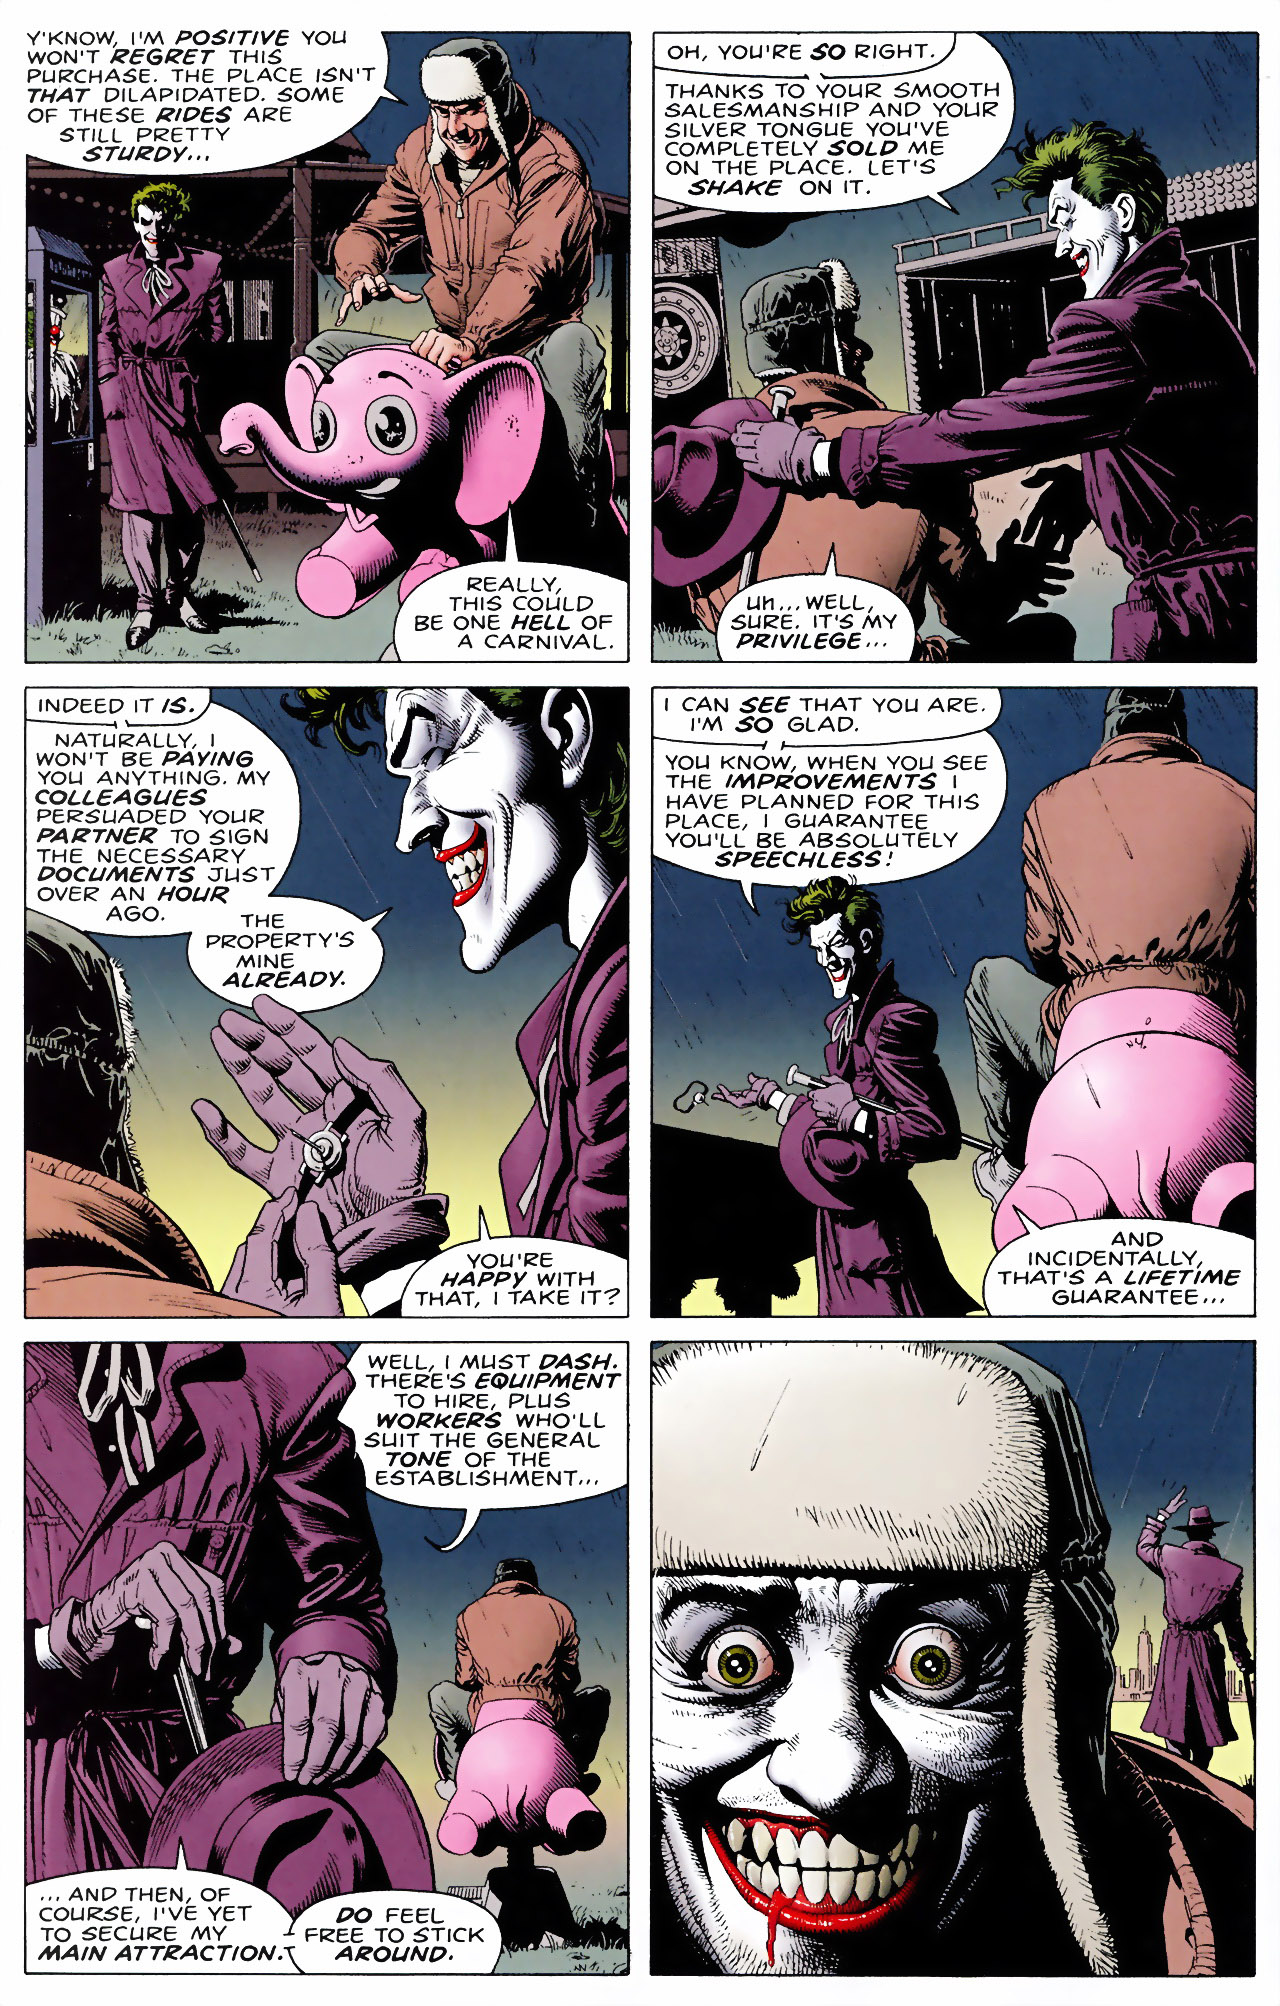 Y'KNOW, I'M POSITIVE YOU
WON'T REGRET THIS
PURCHASE. THE PLACE ISN'T
THAT DILAPIDATED. SOME
OF THESE RIDES ARE
STILL PRETTY
STURDY...
REALLY,
THIS COULD
BE ONE HELL OF
A CARNIVAL.
OH, YOU'RE SO RIGHT.
THANKS TO YOUR SMOOTH
SALESMANSHIP AND YOUR
SILVER TONGUE YOU'VE
COMPLETELY SOLD ME
ON THE PLACE. LET'S
SHAKE ON IT.
UH... WELL,
SURE. IT'S MY
PRIVILEGE...
INDEED IT IS.
NATURALLY, I
WON'T BE PAYING
YOU ANYTHING. MY
COLLEAGUES
PERSUADED YOUR
PARTNER TO SIGN
THE NECESSARY
DOCUMENTS JUST
OVER AN HOUR
AGO.
THE
PROPERTY'S
MINE
ALREADY.
YOU'RE
HAPPY WITH
THAT, I TAKE IT?
I CAN SEE THAT YOU ARE.
I'M SO GLAD.
YOU KNOW, WHEN YOU SEE
THE IMPROVEMENTS I
HAVE PLANNED FOR THIS
PLACE, I GUARANTEE
YOU'LL BE ABSOLUTELY
SPEECHLESS!
AND
INCIDENTALLY,
THAT'S A LIFETIME
GUARANTEE...
WELL, I MUST DASH.
THERE'S EQUIPMENT
TO HIRE, PLUS
WORKERS WHO'LL
SUIT THE GENERAL
TONE OF THE
ESTABLISHMENT...
... AND THEN, OF
COURSE, I'VE YET
TO SECURE MY
MAIN ATTRACTION.
DO FEEL
FREE TO STICK
AROUND.